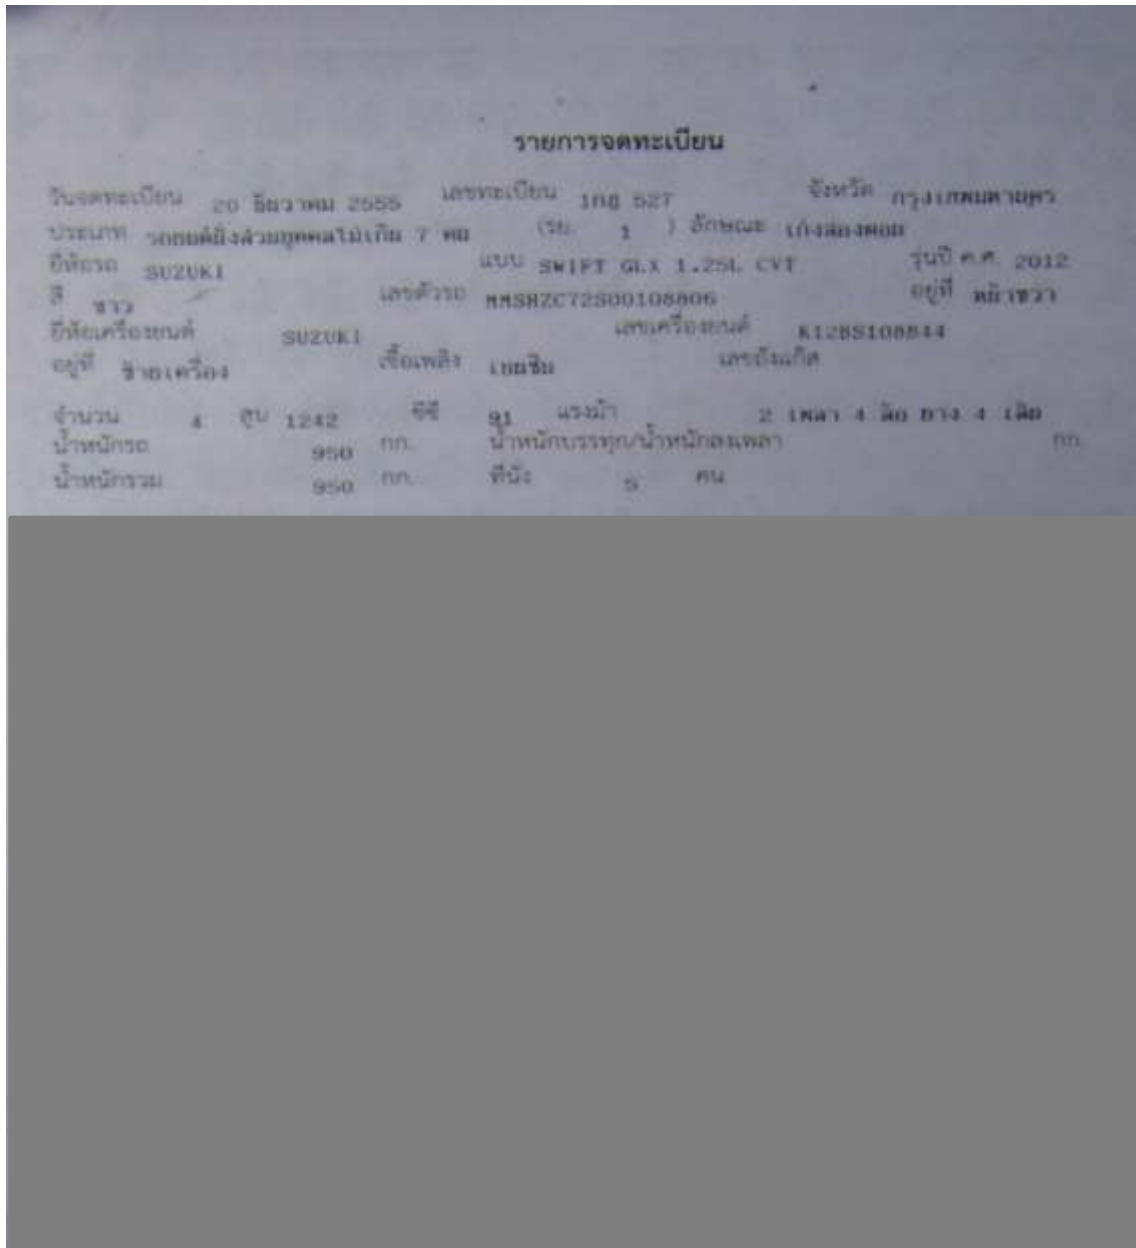 รายการจดทะเบียน
วันจดทะเบียน 20 ธันวาคม 2555 เลขทะเบียน 1กฎ 527 จังหวัด กรุงเทพมหานคร
ประเภท รถยนต์นั่งส่วนบุคคลไม่เกิน 7 คน (รย. 1 ) ลักษณะ เก๋งสองตอน
ยี่ห้อรถ SUZUKI แบบ SWIFT GLX 1.25L CVT รุ่นปี ค.ศ. 2012
สี ขาว เลขตัวรถ MMSHZC72S00108806 อยู่ที่ หน้าขวา
ยี่ห้อเครื่องยนต์ SUZUKI เลขเครื่องยนต์ K12BS108844
อยู่ที่ ซ้ายเครื่อง เชื้อเพลิง เบนซิน เลขถังแก๊ส
จำนวน 4 สูบ 1242 ซีซี 91 แรงม้า 2 เพลา 4 ล้อ ยาง 4 เส้น
น้ำหนักรถ 950 กก. น้ำหนักบรรทุก/น้ำหนักลงเพลา กก.
น้ำหนักรวม 950 กก. ที่นั่ง 5 คน